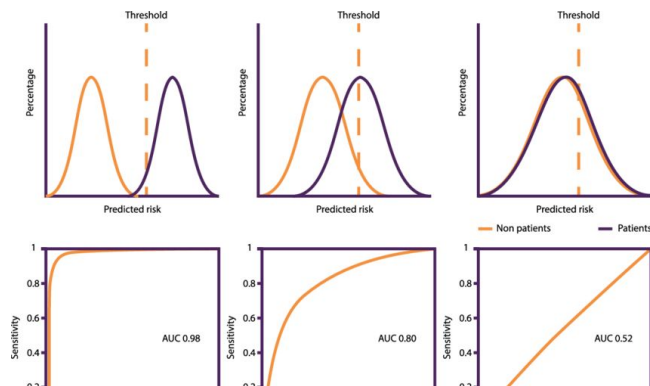 Threshold
Threshold
Threshold
Percentage
Percentage
Percentage
Predicted risk
Predicted risk
Predicted risk
Non patients
Patients
1
0.8
0.6
0.4
Sensitivity
AUC 0.98
1
0.8
0.6
0.4
Sensitivity
AUC 0.80
1
0.8
0.6
0.4
Sensitivity
AUC 0.52